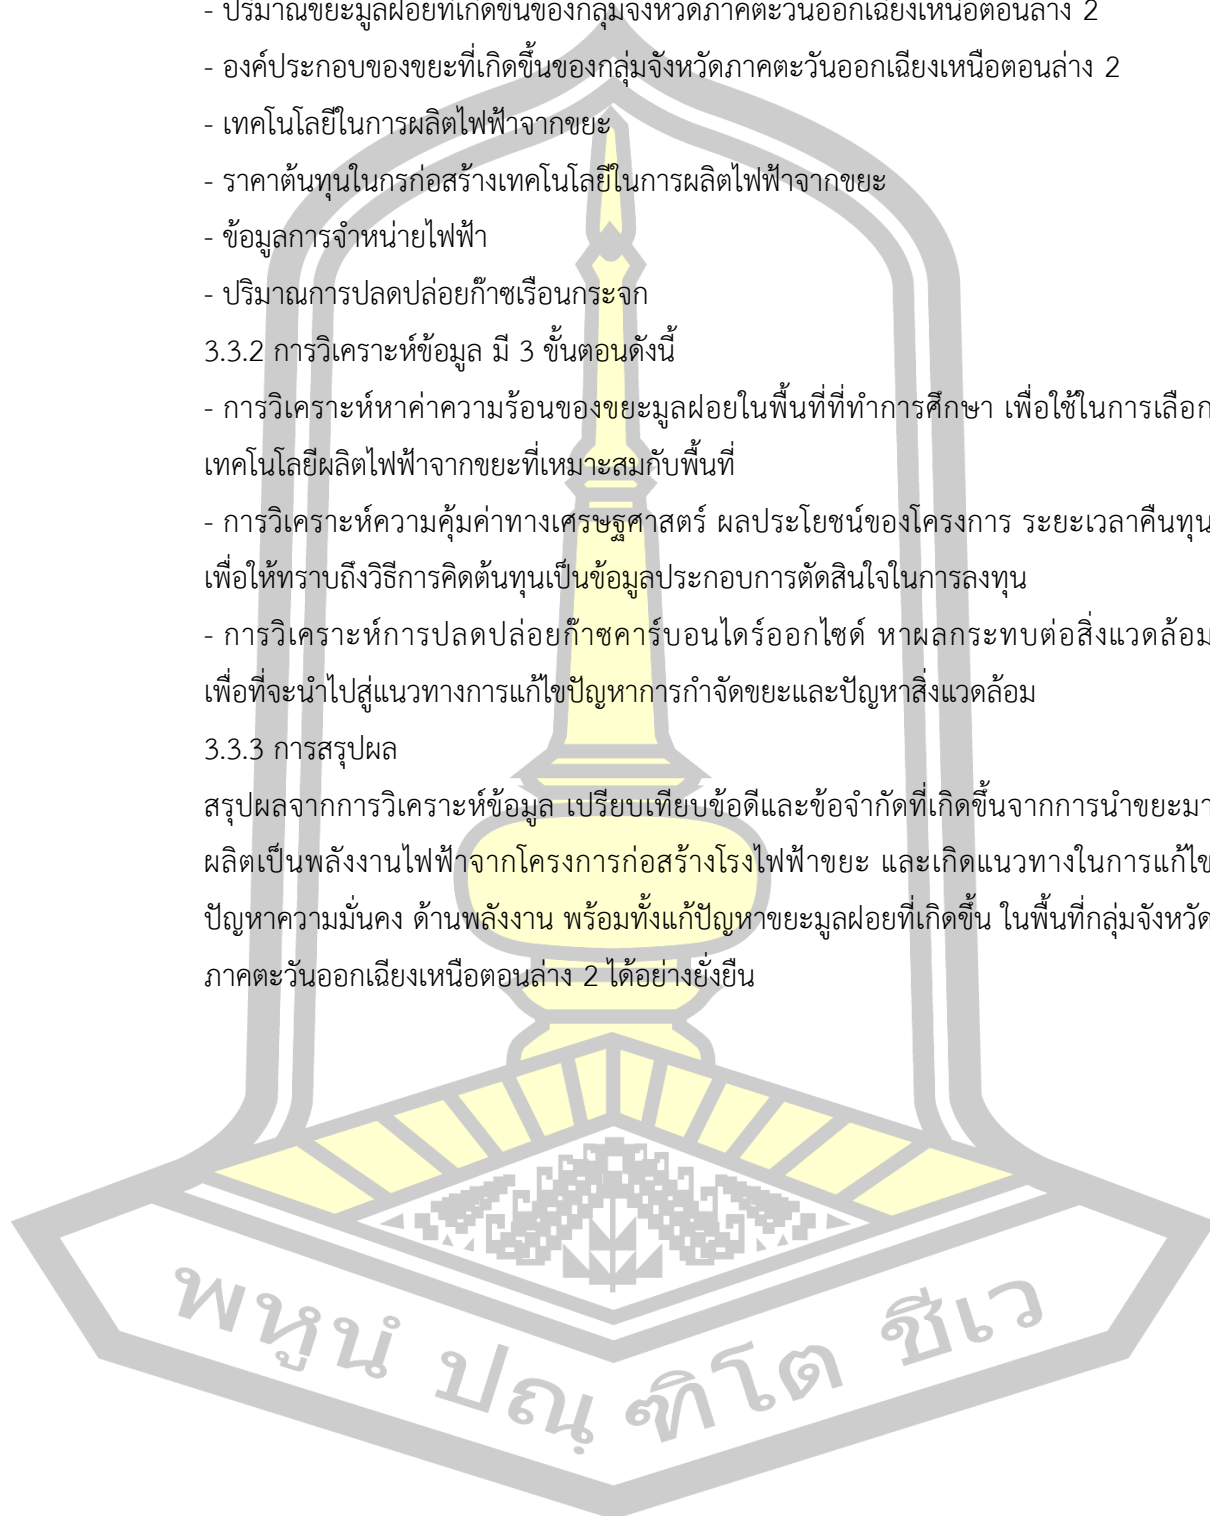 - ปริมาณขยะมูลฝอยที่เกิดขึ้นของกลุ่มจังหวัดภาคตะวันออกเฉียงเหนือตอนล่าง 2
- องค์ประกอบของขยะที่เกิดขึ้นของกลุ่มจังหวัดภาคตะวันออกเฉียงเหนือตอนล่าง 2
- เทคโนโลยีในการผลิตไฟฟ้าจากขยะ
- ราคาต้นทุนในกรก่อสร้างเทคโนโลยีในการผลิตไฟฟ้าจากขยะ
- ข้อมูลการจำหน่ายไฟฟ้า
- ปริมาณการปลดปล่อยก๊าซเรือนกระจก
3.3.2 การวิเคราะห์ข้อมูล มี 3 ขั้นตอนดังนี้
- การวิเคราะห์หาค่าความร้อนของขยะมูลฝอยในพื้นที่ที่ทำการศึกษา เพื่อใช้ในการเลือก
เทคโนโลยีผลิตไฟฟ้าจากขยะที่เหมาะสมกับพื้นที่
- การวิเคราะห์ความคุ้มค่าทางเศรษฐศาสตร์ ผลประโยชน์ของโครงการ ระยะเวลาคืนทุน
เพื่อให้ทราบถึงวิธีการคิดต้นทุนเป็นข้อมูลประกอบการตัดสินใจในการลงทุน
- การวิเคราะห์การปลดปล่อยก๊าซคาร์บอนไดร์ออกไซด์ หาผลกระทบต่อสิ่งแวดล้อม
เพื่อที่จะนำไปสู่แนวทางการแก้ไขปัญหาการกำจัดขยะและปัญหาสิ่งแวดล้อม
3.3.3 การสรุปผล
สรุปผลจากการวิเคราะห์ข้อมูล เปรียบเทียบข้อดีและข้อจำกัดที่เกิดขึ้นจากการนำขยะมา
ผลิตเป็นพลังงานไฟฟ้าจากโครงการก่อสร้างโรงไฟฟ้าขยะ และเกิดแนวทางในการแก้ไข
ปัญหาความมั่นคง ด้านพลังงาน พร้อมทั้งแก้ปัญหาขยะมูลฝอยที่เกิดขึ้น ในพื้นที่กลุ่มจังหวัด
ภาคตะวันออกเฉียงเหนือตอนล่าง 2 ได้อย่างยั่งยืน
พหูนํ ปณฺฑิโต ชีเว